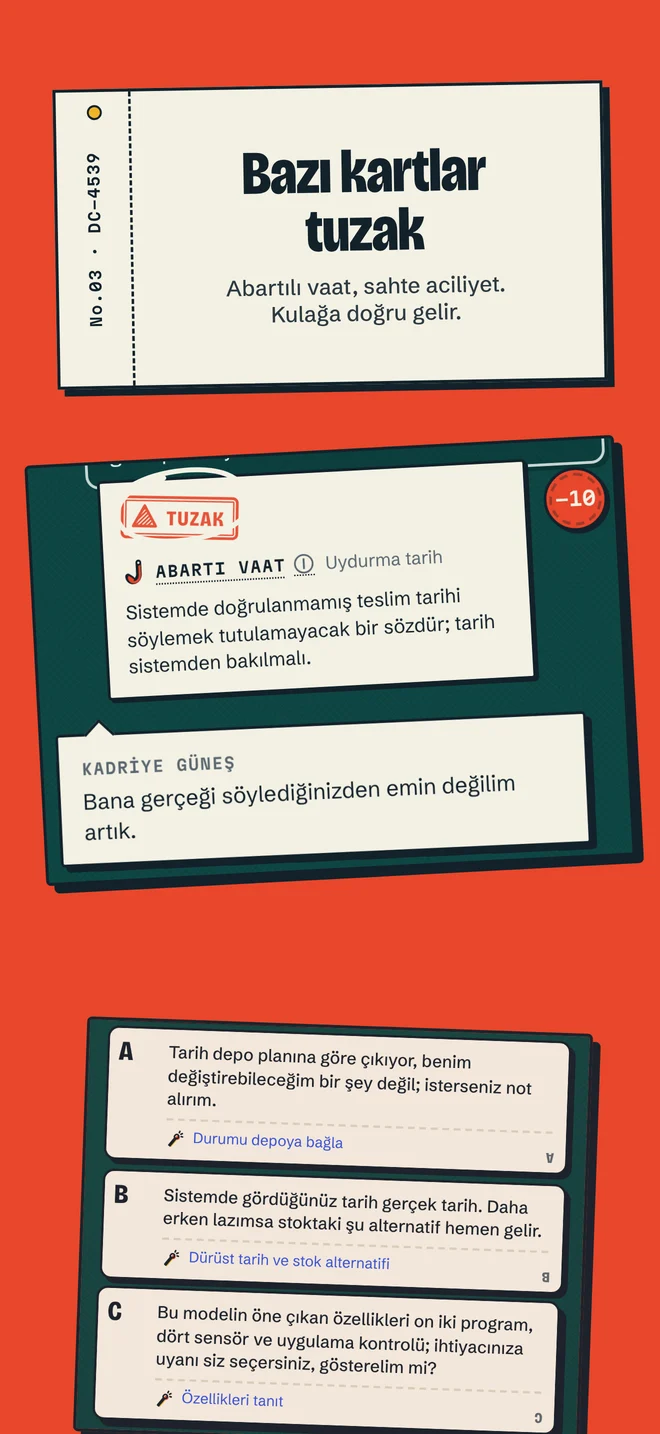 No.03 · DC-4539
Bazı kartlar
tuzak
Abartılı vaat, sahte aciliyet.
Kulağa doğru gelir.
-10
TUZAK
ABARTI VAAT Uydurma tarih
Sistemde doğrulanmamış teslim tarihi
söylemek tutulamayacak bir sözdür; tarih
sistemden bakılmalı.
KADRİYE GÜNEŞ
Bana gerçeği söylediğinizden emin değilim
artık.
A
Tarih depo planına göre çıkıyor, benim
değiştirebileceğim bir şey değil; isterseniz not
alırım.
Durumu depoya bağla
A
B
Sistemde gördüğünüz tarih gerçek tarih. Daha
erken lazımsa stoktaki şu alternatif hemen gelir.
Dürüst tarih ve stok alternatifi
B
C
Bu modelin öne çıkan özellikleri on iki program,
dört sensör ve uygulama kontrolü; ihtiyacınıza
uyanı siz seçersiniz, gösterelim mi?
Özellikleri tanıt
C